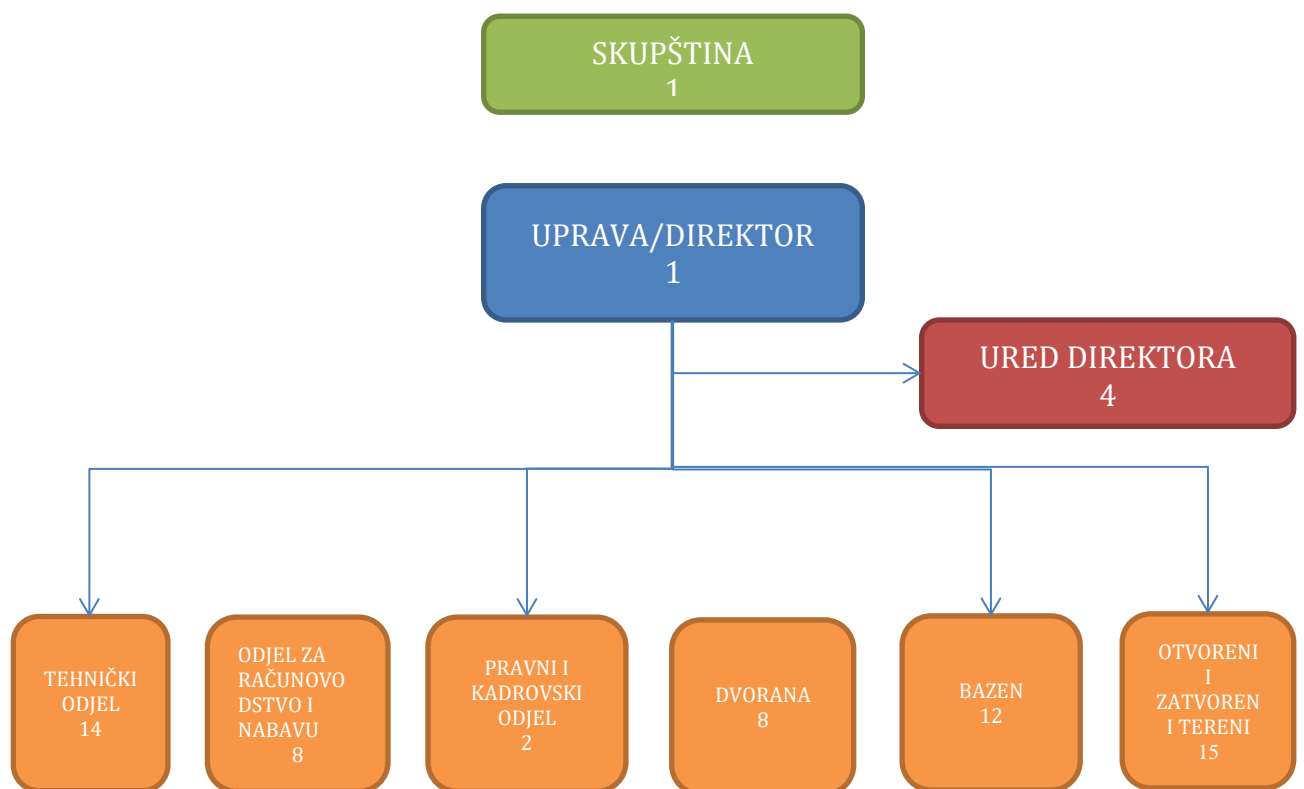 SKUPŠTINA
1
UPRAVA/DIREKTOR
1
URED DIREKTORA
4
TEHNIČKI
ODJEL
14
ODJEL ZA
RAČUNOVO
DSTVO I
NABAVU
8
PRAVNI I
KADROVSKI
ODJEL
2
DVORANA
8
BAZEN
12
OTVORENI
I
ZATVOREN
I TERENI
15